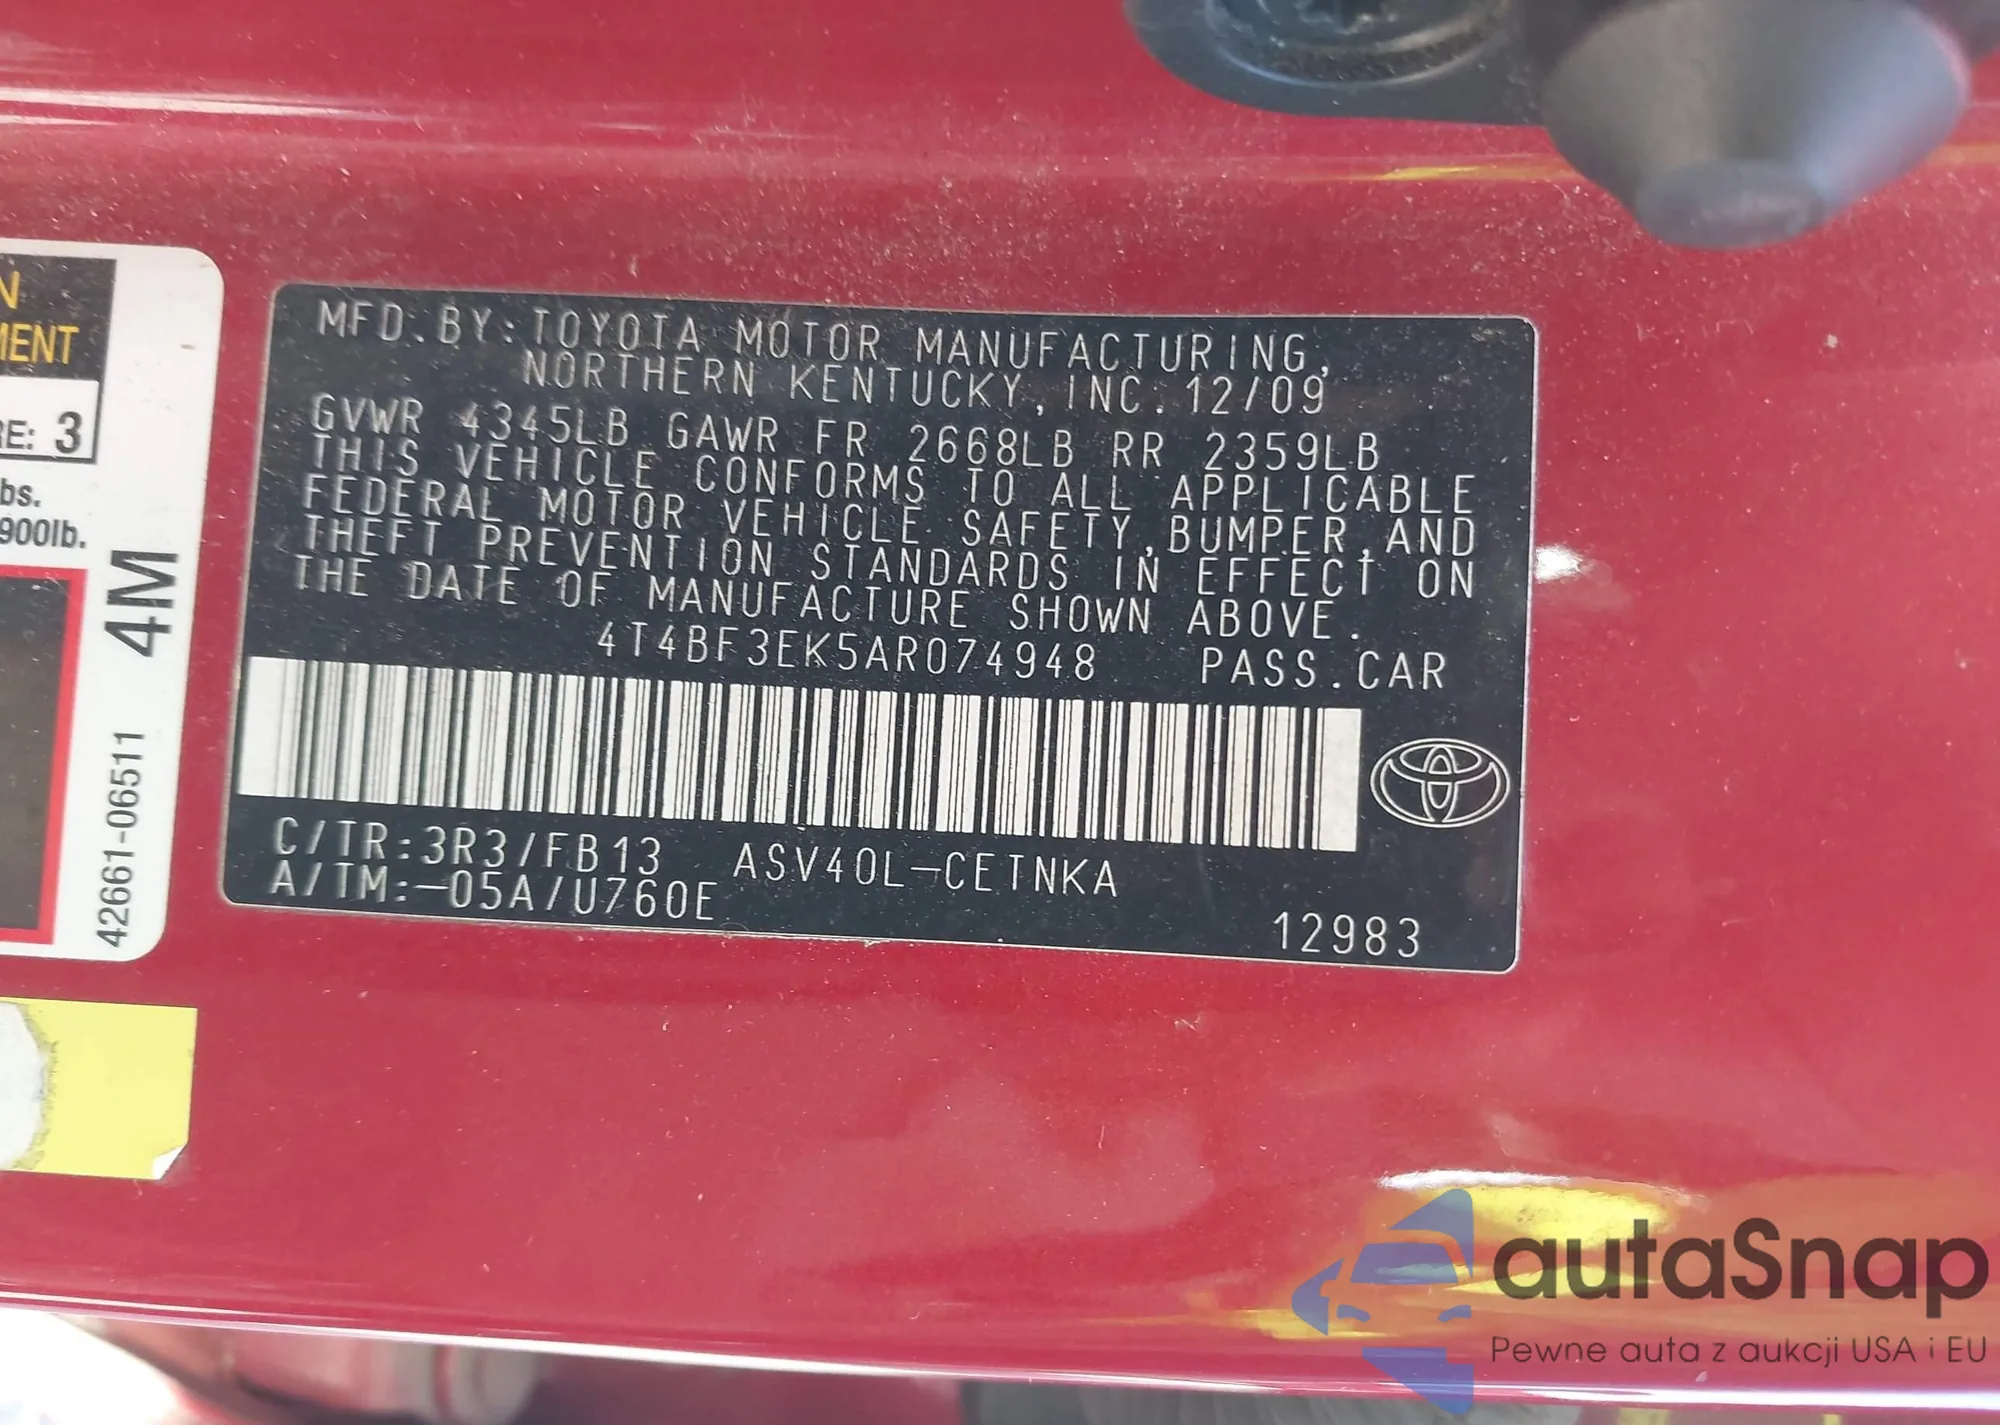 N
MENT
RE: 3
bs.
900lb.
4M
42661-06511
MFD.BY:TOYOTA MOTOR MANUFACTURING,
NORTHERN KENTUCKY,INC. 12/09
GVWR 4345LB GAWR FR 2668LB RR 2359LB
THIS VEHICLE CONFORMS TO ALL APPLICABLE
FEDERAL MOTOR VEHICLE SAFETY,BUMPER,AND
THEFT PREVENTION STANDARDS IN EFFECT ON
THE DATE OF MANUFACTURE SHOWN ABOVE.
4T4BF3EK5AR074948 PASS.CAR
C/TR:3R3/FB13 ASV40L-CETNKA
A/TM:-05A/U760E
12983
autaSnap
Pewne auta z aukcji USA i EU